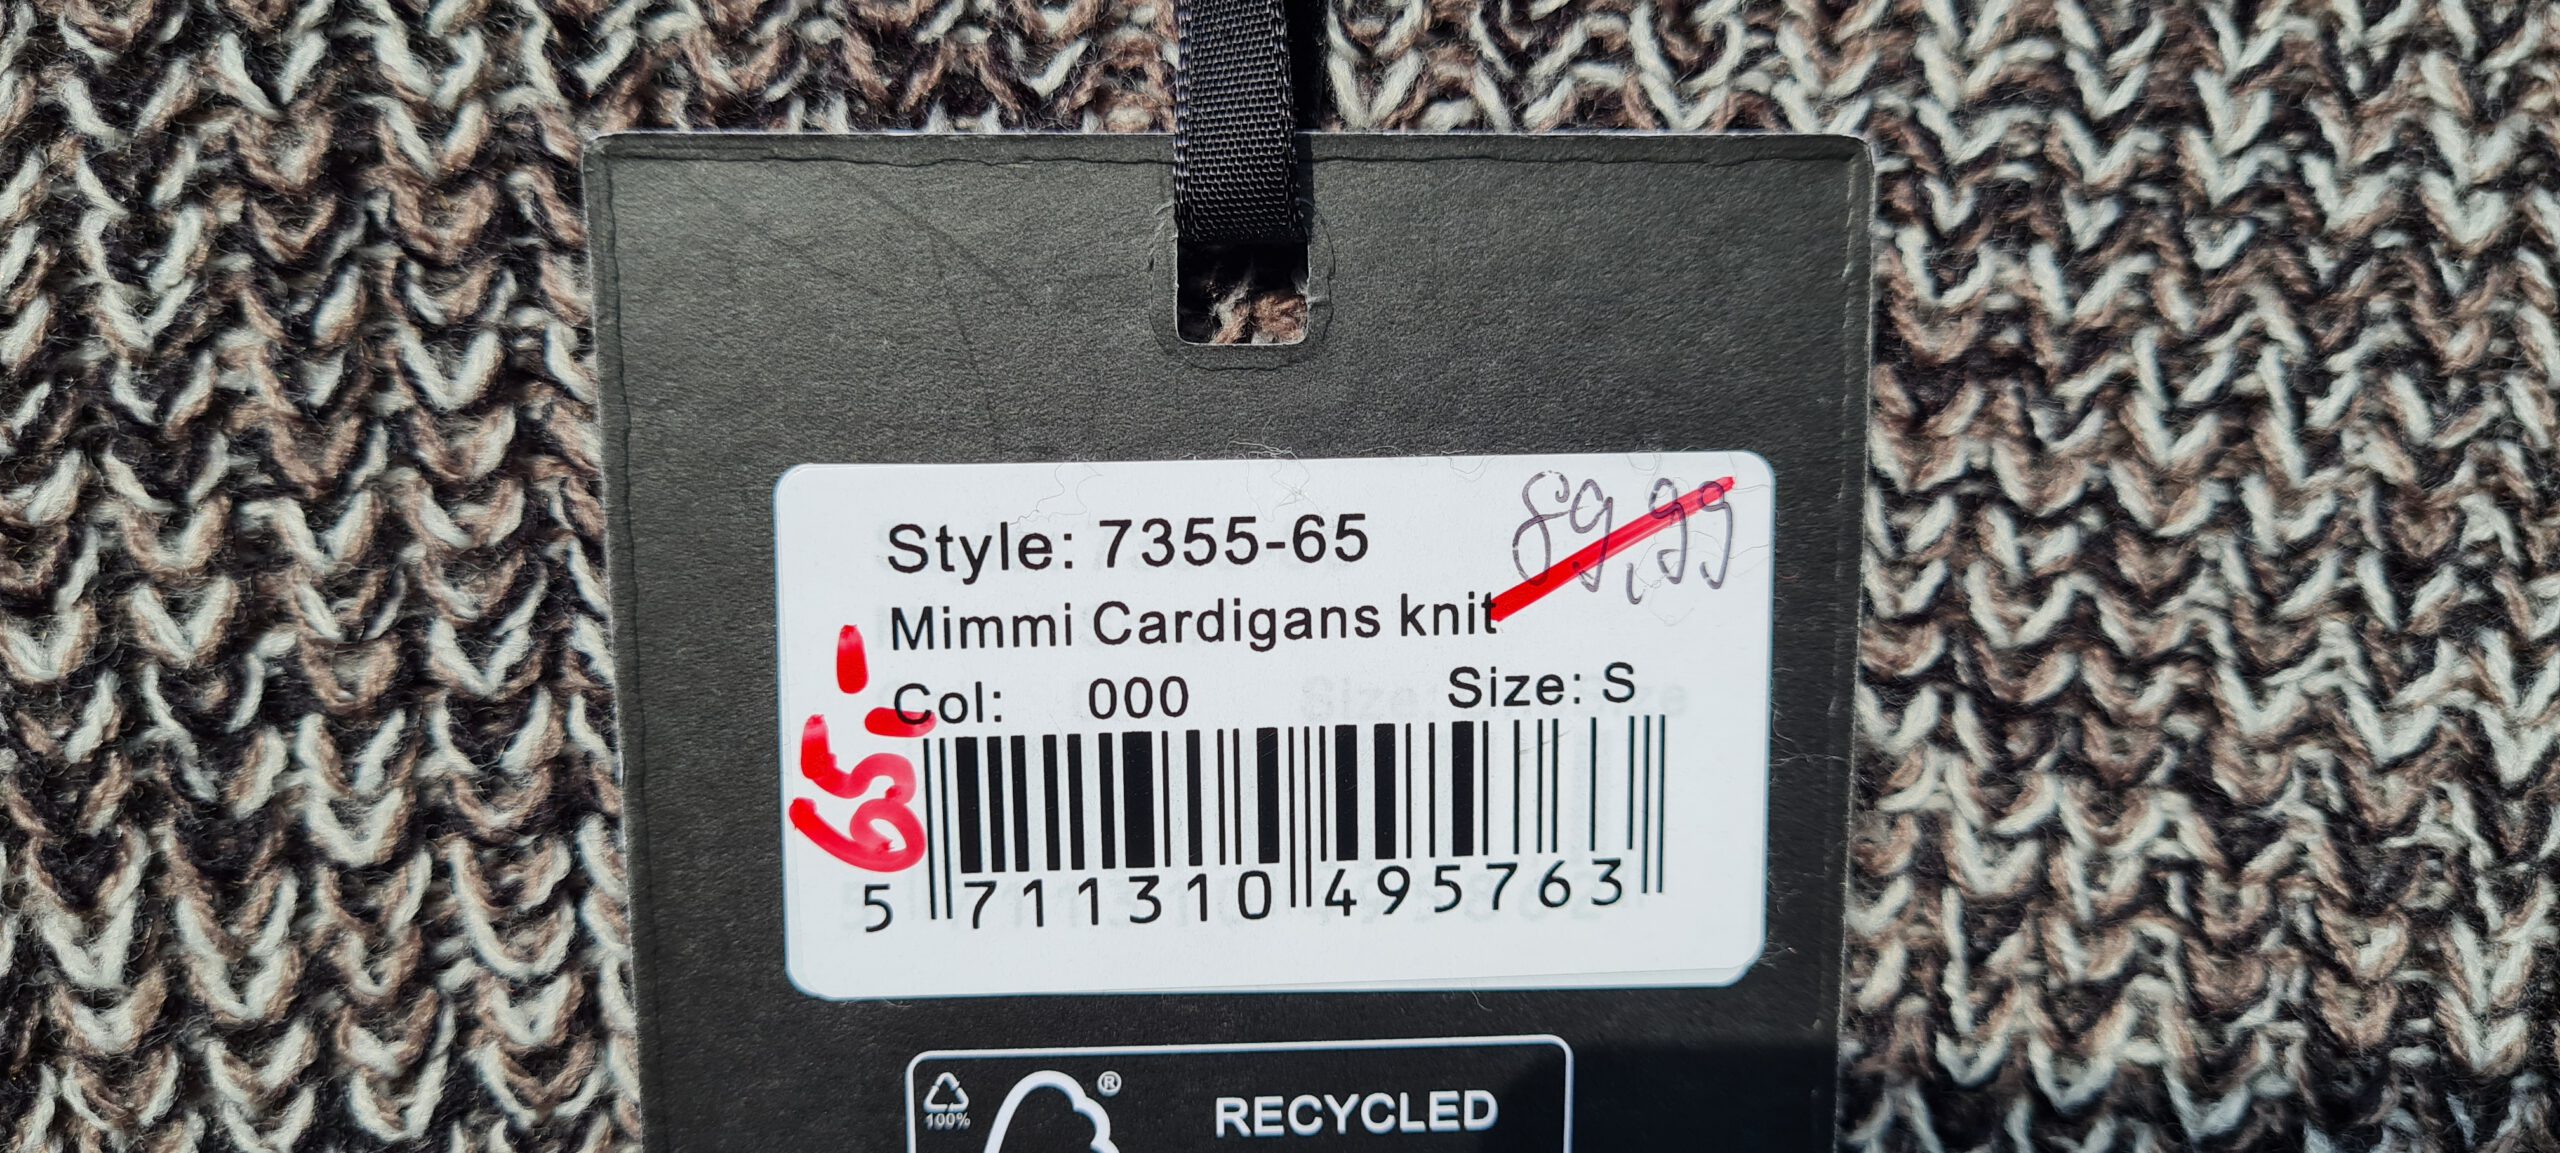 Style: 7355-65
89,99
Mimmi Cardigans knit
Col: 000 Size: S
65,-
5 711310 495763
®
100%
RECYCLED